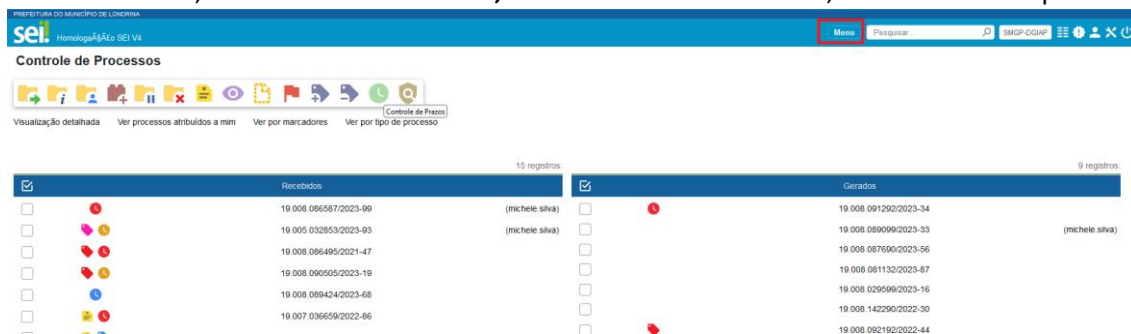 PREFEITURA DO MUNICÍPIO DE LONDRINA
sei. HomologaÃ§Ã£o SEI V4 Menu Pesquisar... SMGP-DGIAP
Controle de Processos
Controle de Prazos
Visualização detalhada Ver processos atribuídos a mim Ver por marcadores Ver por tipo de processo
15 registros: 9 registros:
Recebidos Gerados
19.008.086587/2023-99 (michele.silva) 19.008.091292/2023-34
19.005.032853/2023-93 (michele.silva) 19.008.089099/2023-33 (michele.silva)
19.008.086495/2021-47 19.008.087690/2023-56
19.008.090505/2023-19 19.008.081132/2023-87
19.008.089424/2023-68 19.008.029599/2023-16
19.007.036659/2022-86 19.008.142290/2022-30
19.008.092192/2022-44